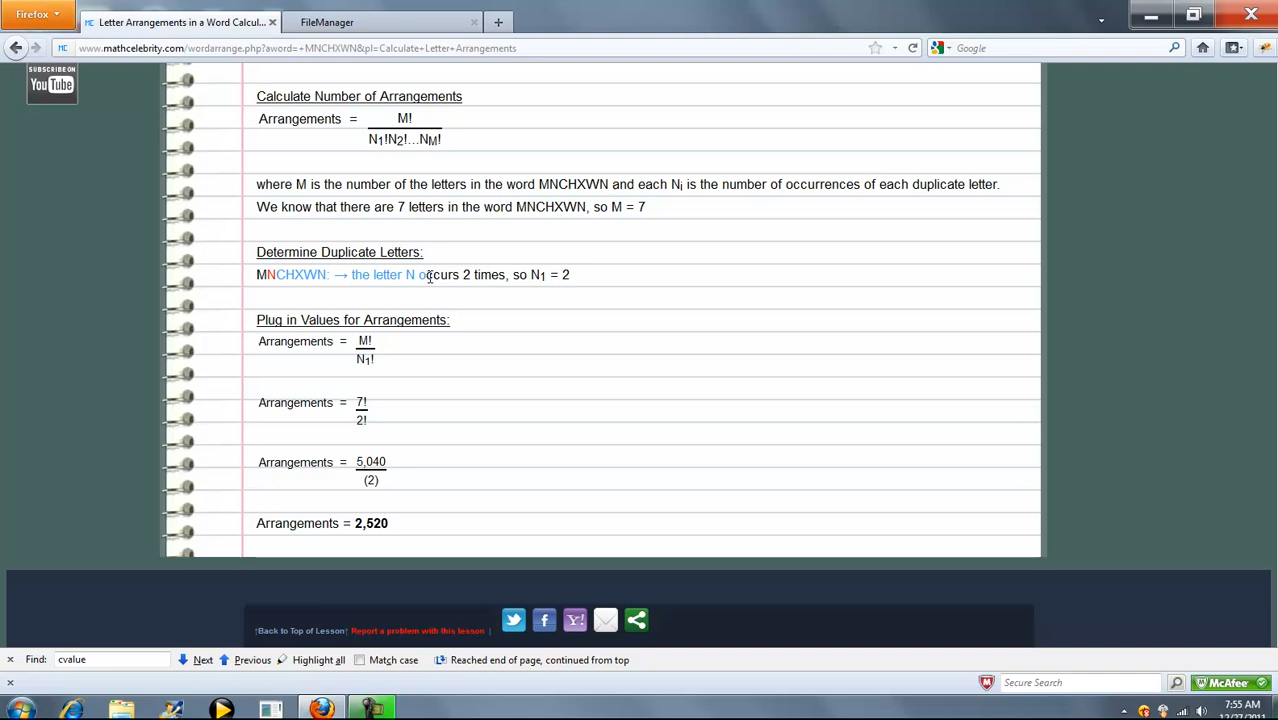 Firefox
Letter Arrangements in a Word Calcul...
FileManager
www.mathcelebrity.com/wordarrange.php?aword=+MNCHXWN&pl=Calculate+Letter+Arrangements
Google
SUBSCRIBE ON
YouTube
Calculate Number of Arrangements
Arrangements = M!
N1!N2!...NM!
where M is the number of the letters in the word MNCHXWN and each Ni is the number of occurrences of each duplicate letter.
We know that there are 7 letters in the word MNCHXWN, so M = 7
Determine Duplicate Letters:
MNCHXWN: → the letter N occurs 2 times, so N1 = 2
Plug in Values for Arrangements:
Arrangements = M!
N1!
Arrangements = 7!
2!
Arrangements = 5,040
(2)
Arrangements = 2,520
↑Back to Top of Lesson↑ Report a problem with this lesson |
Find: cvalue Next Previous Highlight all Match case Reached end of page, continued from top
Secure Search McAfee
7:55 AM
12/27/2011